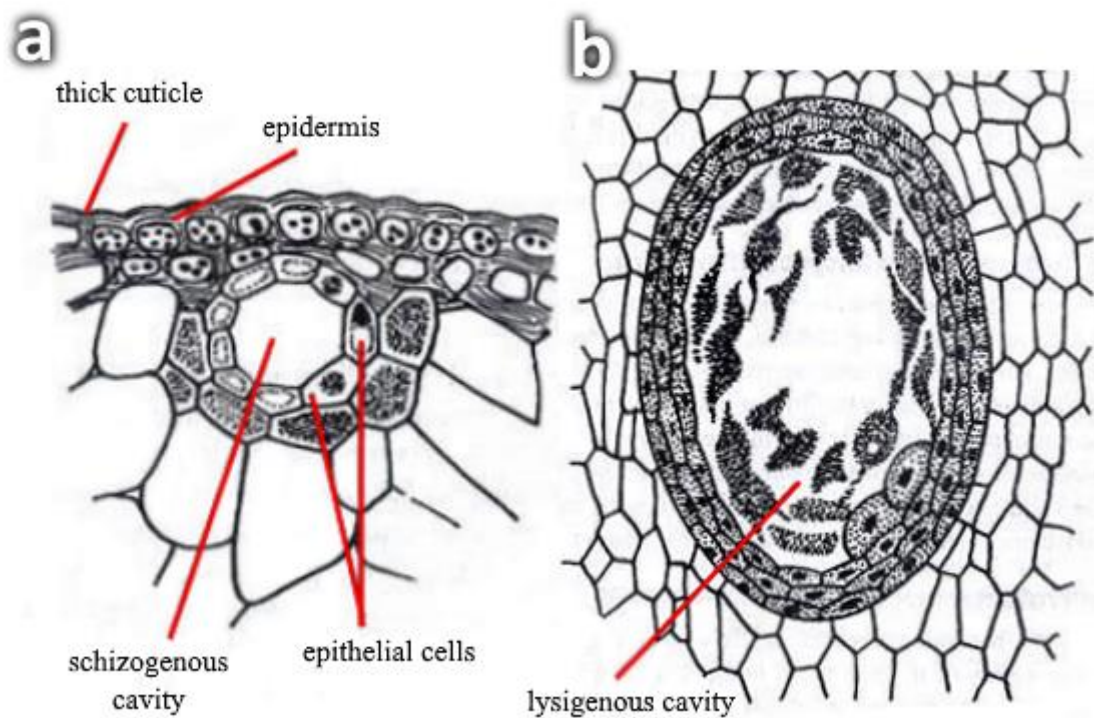 a
thick cuticle
epidermis
schizogenous
cavity
epithelial cells
b
lysigenous cavity